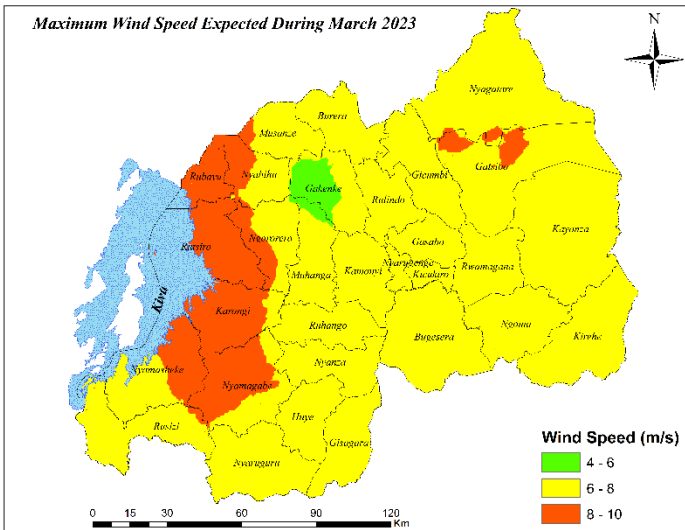 Maximum Wind Speed Expected During March 2023
N
Nyagatare
Burera
Musanze
Gatsibo
Rubavu
Nyabihu
Gakenke
Gicumbi
Rulindo
Kayonza
Rutsiro
Ngororero
Gasabo
Nyarugenge
Kicukiro
Rwamagana
Muhanga
Kamonyi
Kivu
Karongi
Ruhango
Bugesera
Ngoma
Kirehe
Nyanza
Nyamasheke
Nyamagabe
Huye
Rusizi
Gisagara
Nyaruguru
Wind Speed (m/s)
4 - 6
6 - 8
8 - 10
0 15 30 60 90 120
Km